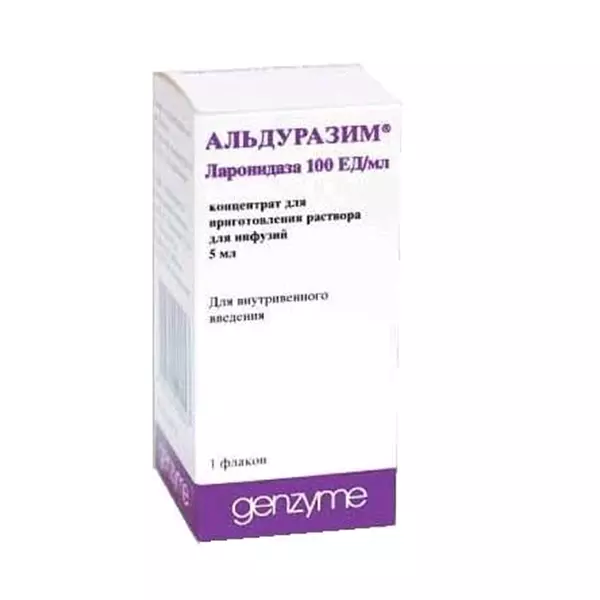 АЛЬДУРАЗИМ®
Ларонидаза 100 ЕД/мл
концентрат для
приготовления раствора
для инфузий
5 мл
Для внутривенного
введения
1 флакон
genzyme